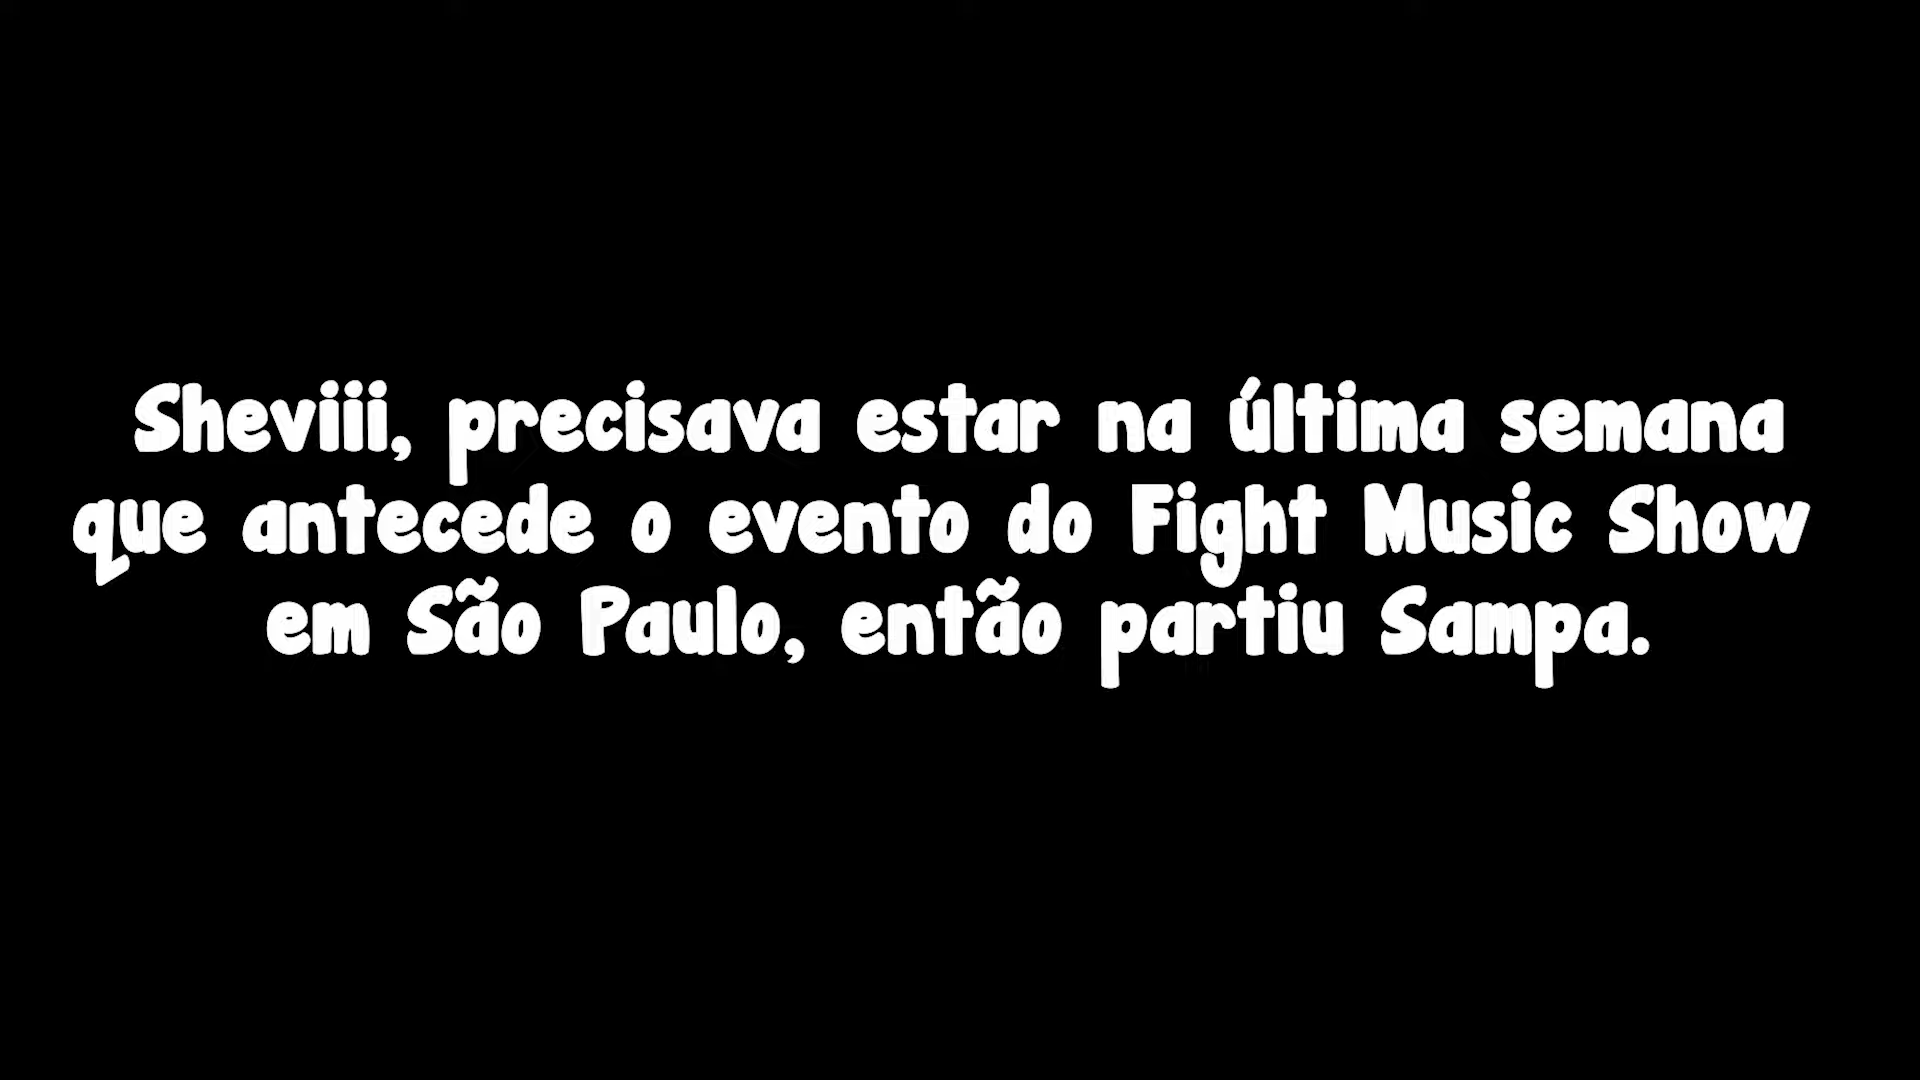 Sheviii, precisava estar na última semana
que antecede o evento do Fight Music Show
em São Paulo, então partiu Sampa.